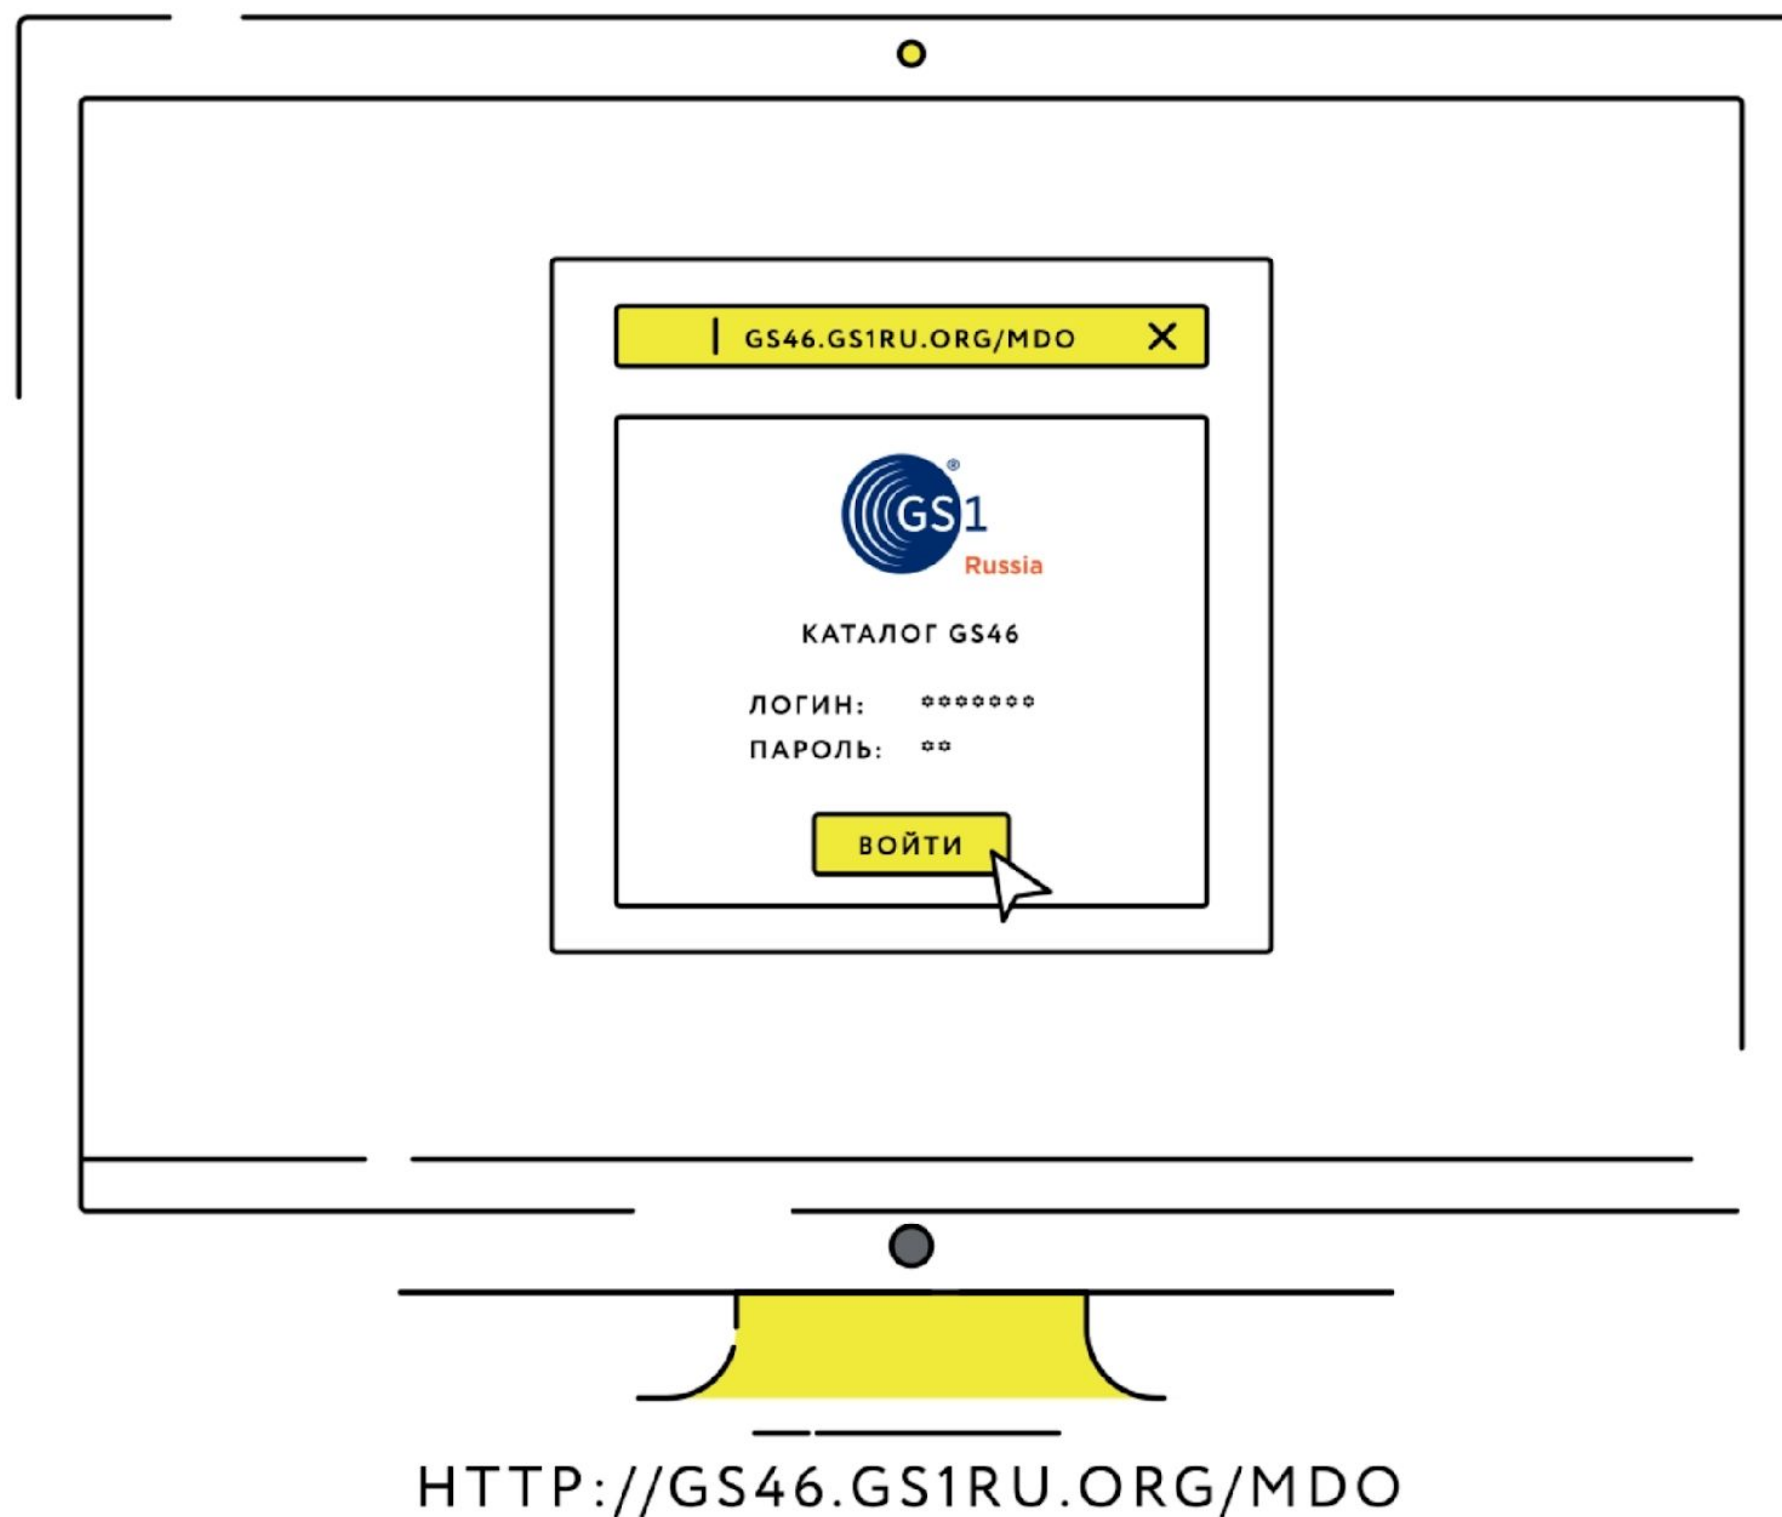 GS46.GS1RU.ORG/MDO
GS1®
Russia
КАТАЛОГ GS46
ЛОГИН: *******
ПАРОЛЬ: **
ВОЙТИ
HTTP://GS46.GS1RU.ORG/MDO